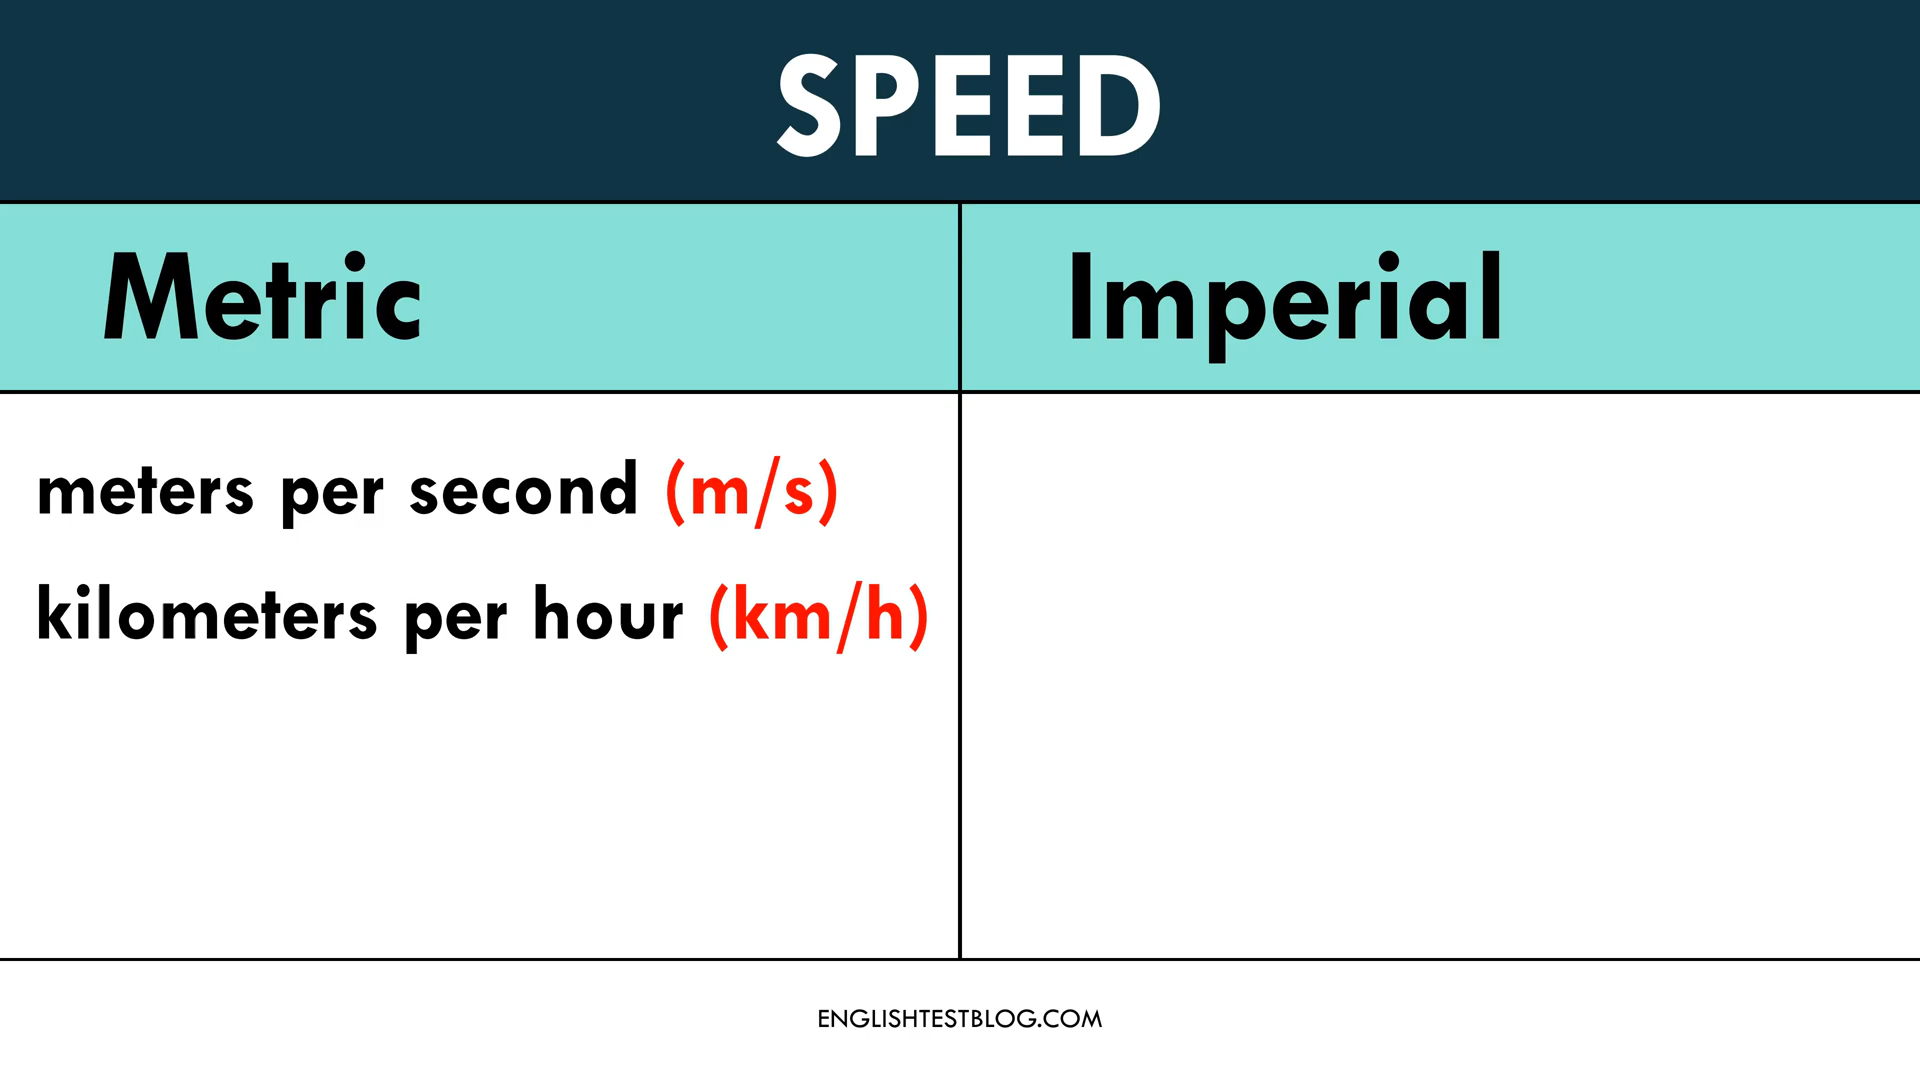 SPEED
Metric
Imperial
meters per second (m/s)
kilometers per hour (km/h)
ENGLISHTESTBLOG.COM